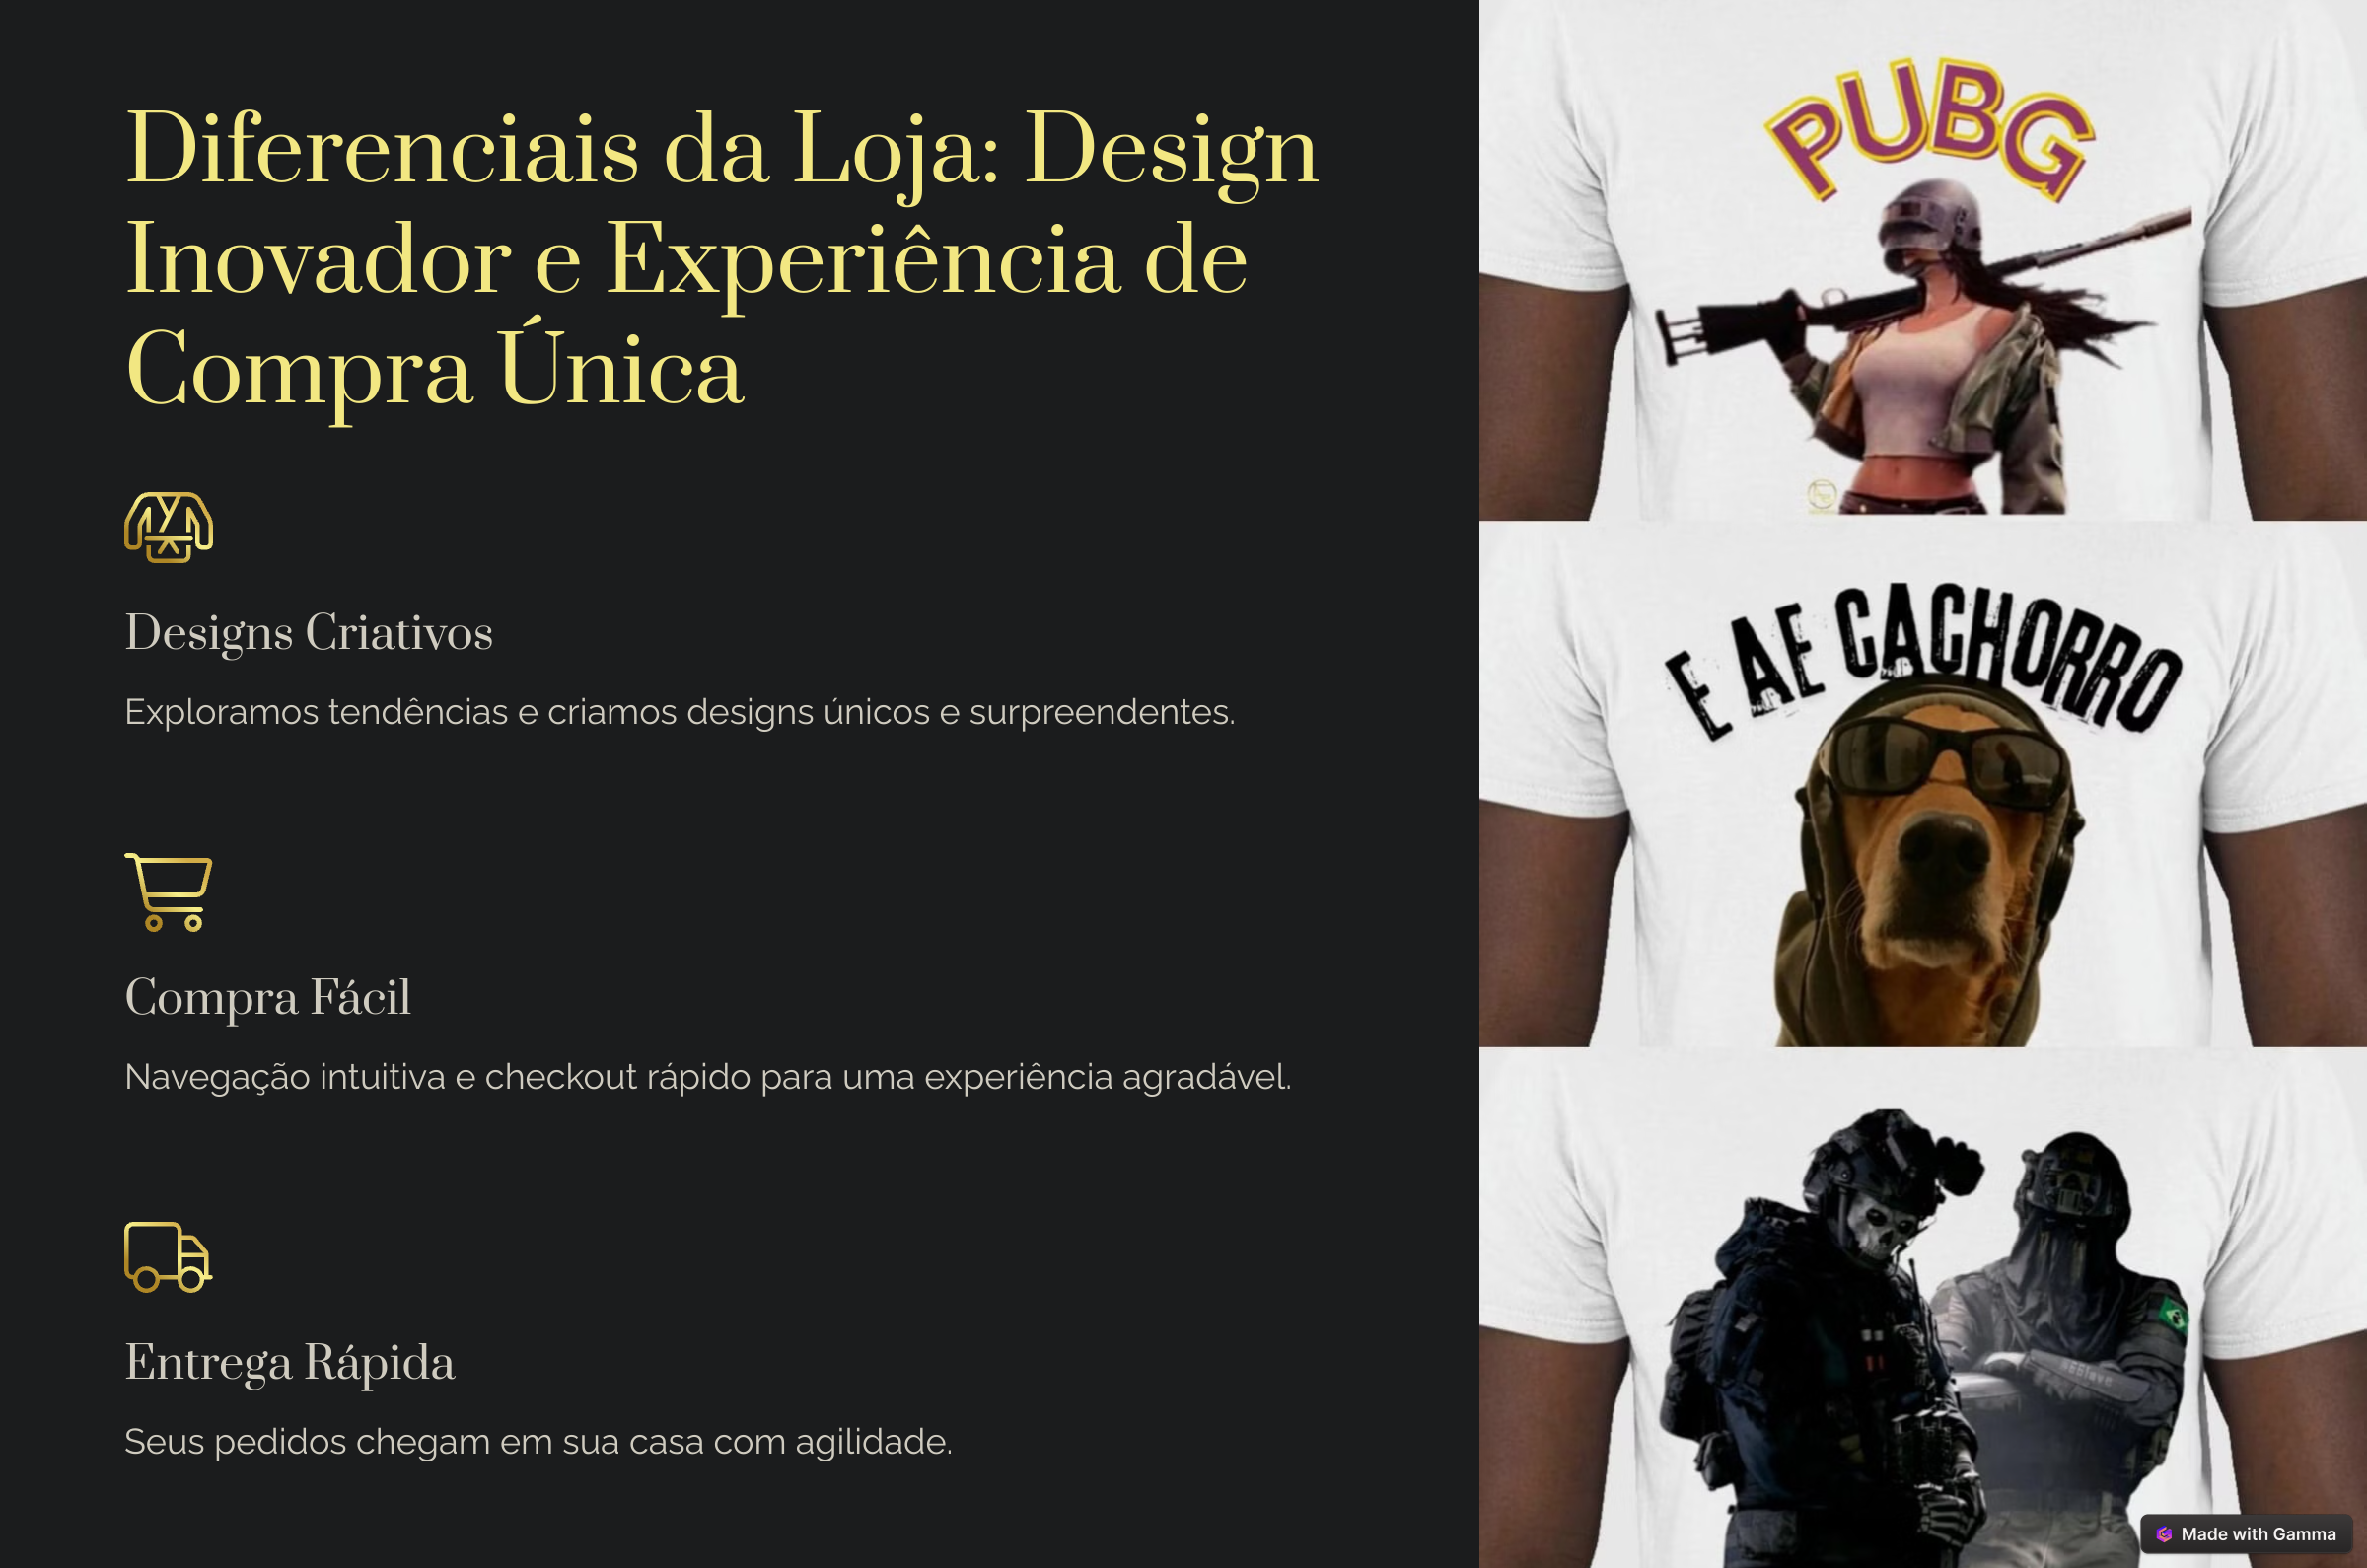 Diferenciais da Loja: Design
Inovador e Experiência de
Compra Única
Designs Criativos
Exploramos tendências e criamos designs únicos e surpreendentes.
Compra Fácil
Navegação intuitiva e checkout rápido para uma experiência agradável.
Entrega Rápida
Seus pedidos chegam em sua casa com agilidade.
PUBG
E AE CACHORRO
Made with Gamma